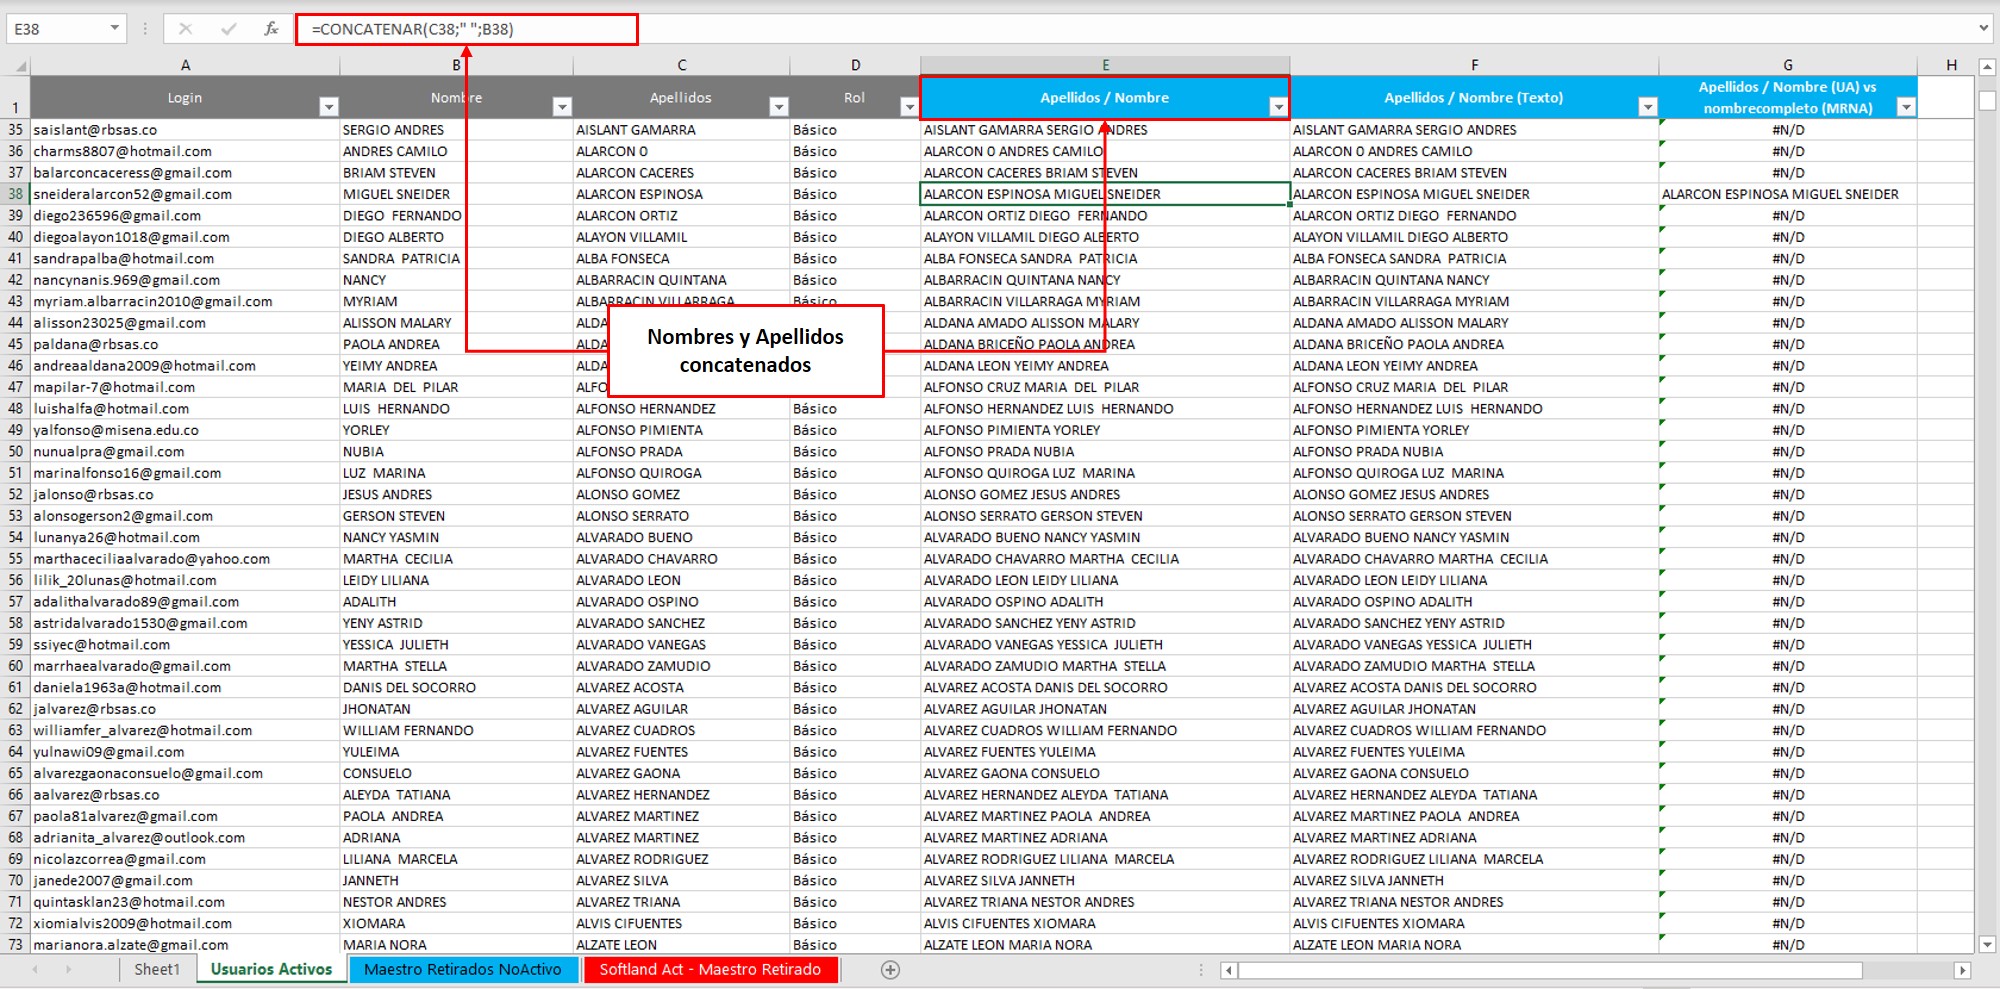 E38
fx
=CONCATENAR(C38;" ";B38)
A B C D E F G H
1 Login Nombre Apellidos Rol Apellidos / Nombre Apellidos / Nombre (Texto) Apellidos / Nombre (UA) vs
nombrecompleto (MRNA)
35 saislant@rbsas.co SERGIO ANDRES AISLANT GAMARRA Básico AISLANT GAMARRA SERGIO ANDRES AISLANT GAMARRA SERGIO ANDRES #N/D
36 charms8807@hotmail.com ANDRES CAMILO ALARCON 0 Básico ALARCON 0 ANDRES CAMILO ALARCON 0 ANDRES CAMILO #N/D
37 balarconcaceress@gmail.com BRIAM STEVEN ALARCON CACERES Básico ALARCON CACERES BRIAM STEVEN ALARCON CACERES BRIAM STEVEN #N/D
38 sneideralarcon52@gmail.com MIGUEL SNEIDER ALARCON ESPINOSA Básico ALARCON ESPINOSA MIGUEL SNEIDER ALARCON ESPINOSA MIGUEL SNEIDER ALARCON ESPINOSA MIGUEL SNEIDER
39 diego236596@gmail.com DIEGO  FERNANDO ALARCON ORTIZ Básico ALARCON ORTIZ DIEGO  FERNANDO ALARCON ORTIZ DIEGO  FERNANDO #N/D
40 diegoalayon1018@gmail.com DIEGO ALBERTO ALAYON VILLAMIL Básico ALAYON VILLAMIL DIEGO ALBERTO ALAYON VILLAMIL DIEGO ALBERTO #N/D
41 sandrapalba@hotmail.com SANDRA  PATRICIA ALBA FONSECA Básico ALBA FONSECA SANDRA  PATRICIA ALBA FONSECA SANDRA  PATRICIA #N/D
42 nancynanis.969@gmail.com NANCY ALBARRACIN QUINTANA Básico ALBARRACIN QUINTANA NANCY ALBARRACIN QUINTANA NANCY #N/D
43 myriam.albarracin2010@gmail.com MYRIAM ALBARRACIN VILLARRAGA Básico ALBARRACIN VILLARRAGA MYRIAM ALBARRACIN VILLARRAGA MYRIAM #N/D
44 alisson23025@gmail.com ALISSON MALARY ALDA ALDANA AMADO ALISSON MALARY ALDANA AMADO ALISSON MALARY #N/D
45 paldana@rbsas.co PAOLA ANDREA ALDA ALDANA BRICEÑO PAOLA ANDREA ALDANA BRICEÑO PAOLA ANDREA #N/D
46 andreaaldana2009@hotmail.com YEIMY ANDREA ALDA ALDANA LEON YEIMY ANDREA ALDANA LEON YEIMY ANDREA #N/D
47 mapilar-7@hotmail.com MARIA  DEL  PILAR ALFO ALFONSO CRUZ MARIA  DEL  PILAR ALFONSO CRUZ MARIA  DEL  PILAR #N/D
Nombres y Apellidos
concatenados
48 luishalfa@hotmail.com LUIS  HERNANDO ALFONSO HERNANDEZ Básico ALFONSO HERNANDEZ LUIS  HERNANDO ALFONSO HERNANDEZ LUIS  HERNANDO #N/D
49 yalfonso@misena.edu.co YORLEY ALFONSO PIMIENTA Básico ALFONSO PIMIENTA YORLEY ALFONSO PIMIENTA YORLEY #N/D
50 nunualpra@gmail.com NUBIA ALFONSO PRADA Básico ALFONSO PRADA NUBIA ALFONSO PRADA NUBIA #N/D
51 marinalfonso16@gmail.com LUZ  MARINA ALFONSO QUIROGA Básico ALFONSO QUIROGA LUZ  MARINA ALFONSO QUIROGA LUZ  MARINA #N/D
52 jalonso@rbsas.co JESUS ANDRES ALONSO GOMEZ Básico ALONSO GOMEZ JESUS ANDRES ALONSO GOMEZ JESUS ANDRES #N/D
53 alonsogerson2@gmail.com GERSON STEVEN ALONSO SERRATO Básico ALONSO SERRATO GERSON STEVEN ALONSO SERRATO GERSON STEVEN #N/D
54 lunanya26@hotmail.com NANCY YASMIN ALVARADO BUENO Básico ALVARADO BUENO NANCY YASMIN ALVARADO BUENO NANCY YASMIN #N/D
55 marthaceciliaalvarado@yahoo.com MARTHA  CECILIA ALVARADO CHAVARRO Básico ALVARADO CHAVARRO MARTHA  CECILIA ALVARADO CHAVARRO MARTHA  CECILIA #N/D
56 lilik_20lunas@hotmail.com LEIDY LILIANA ALVARADO LEON Básico ALVARADO LEON LEIDY LILIANA ALVARADO LEON LEIDY LILIANA #N/D
57 adalithalvarado89@gmail.com ADALITH ALVARADO OSPINO Básico ALVARADO OSPINO ADALITH ALVARADO OSPINO ADALITH #N/D
58 astridalvarado1530@gmail.com YENY ASTRID ALVARADO SANCHEZ Básico ALVARADO SANCHEZ YENY ASTRID ALVARADO SANCHEZ YENY ASTRID #N/D
59 ssiyec@hotmail.com YESSICA  JULIETH ALVARADO VANEGAS Básico ALVARADO VANEGAS YESSICA  JULIETH ALVARADO VANEGAS YESSICA  JULIETH #N/D
60 marrhaealvarado@gmail.com MARTHA  STELLA ALVARADO ZAMUDIO Básico ALVARADO ZAMUDIO MARTHA  STELLA ALVARADO ZAMUDIO MARTHA  STELLA #N/D
61 daniela1963a@hotmail.com DANIS DEL SOCORRO ALVAREZ ACOSTA Básico ALVAREZ ACOSTA DANIS DEL SOCORRO ALVAREZ ACOSTA DANIS DEL SOCORRO #N/D
62 jalvarez@rbsas.co JHONATAN ALVAREZ AGUILAR Básico ALVAREZ AGUILAR JHONATAN ALVAREZ AGUILAR JHONATAN #N/D
63 williamfer_alvarez@hotmail.com WILLIAM FERNANDO ALVAREZ CUADROS Básico ALVAREZ CUADROS WILLIAM FERNANDO ALVAREZ CUADROS WILLIAM FERNANDO #N/D
64 yulnawi09@gmail.com YULEIMA ALVAREZ FUENTES Básico ALVAREZ FUENTES YULEIMA ALVAREZ FUENTES YULEIMA #N/D
65 alvarezgaonaconsuelo@gmail.com CONSUELO ALVAREZ GAONA Básico ALVAREZ GAONA CONSUELO ALVAREZ GAONA CONSUELO #N/D
66 aalvarez@rbsas.co ALEYDA  TATIANA ALVAREZ HERNANDEZ Básico ALVAREZ HERNANDEZ ALEYDA  TATIANA ALVAREZ HERNANDEZ ALEYDA  TATIANA #N/D
67 paola81alvarez@gmail.com PAOLA  ANDREA ALVAREZ MARTINEZ Básico ALVAREZ MARTINEZ PAOLA  ANDREA ALVAREZ MARTINEZ PAOLA  ANDREA #N/D
68 adrianita_alvarez@outlook.com ADRIANA ALVAREZ MARTINEZ Básico ALVAREZ MARTINEZ ADRIANA ALVAREZ MARTINEZ ADRIANA #N/D
69 nicolazcorrea@gmail.com LILIANA  MARCELA ALVAREZ RODRIGUEZ Básico ALVAREZ RODRIGUEZ LILIANA  MARCELA ALVAREZ RODRIGUEZ LILIANA  MARCELA #N/D
70 janede2007@gmail.com JANNETH ALVAREZ SILVA Básico ALVAREZ SILVA JANNETH ALVAREZ SILVA JANNETH #N/D
71 quintasklan23@hotmail.com NESTOR ANDRES ALVAREZ TRIANA Básico ALVAREZ TRIANA NESTOR ANDRES ALVAREZ TRIANA NESTOR ANDRES #N/D
72 xiomialvis2009@hotmail.com XIOMARA ALVIS CIFUENTES Básico ALVIS CIFUENTES XIOMARA ALVIS CIFUENTES XIOMARA #N/D
73 marianora.alzate@gmail.com MARIA NORA ALZATE LEON Básico ALZATE LEON MARIA NORA ALZATE LEON MARIA NORA #N/D
Sheet1 Usuarios Activos Maestro Retirados NoActivo Softland Act - Maestro Retirado